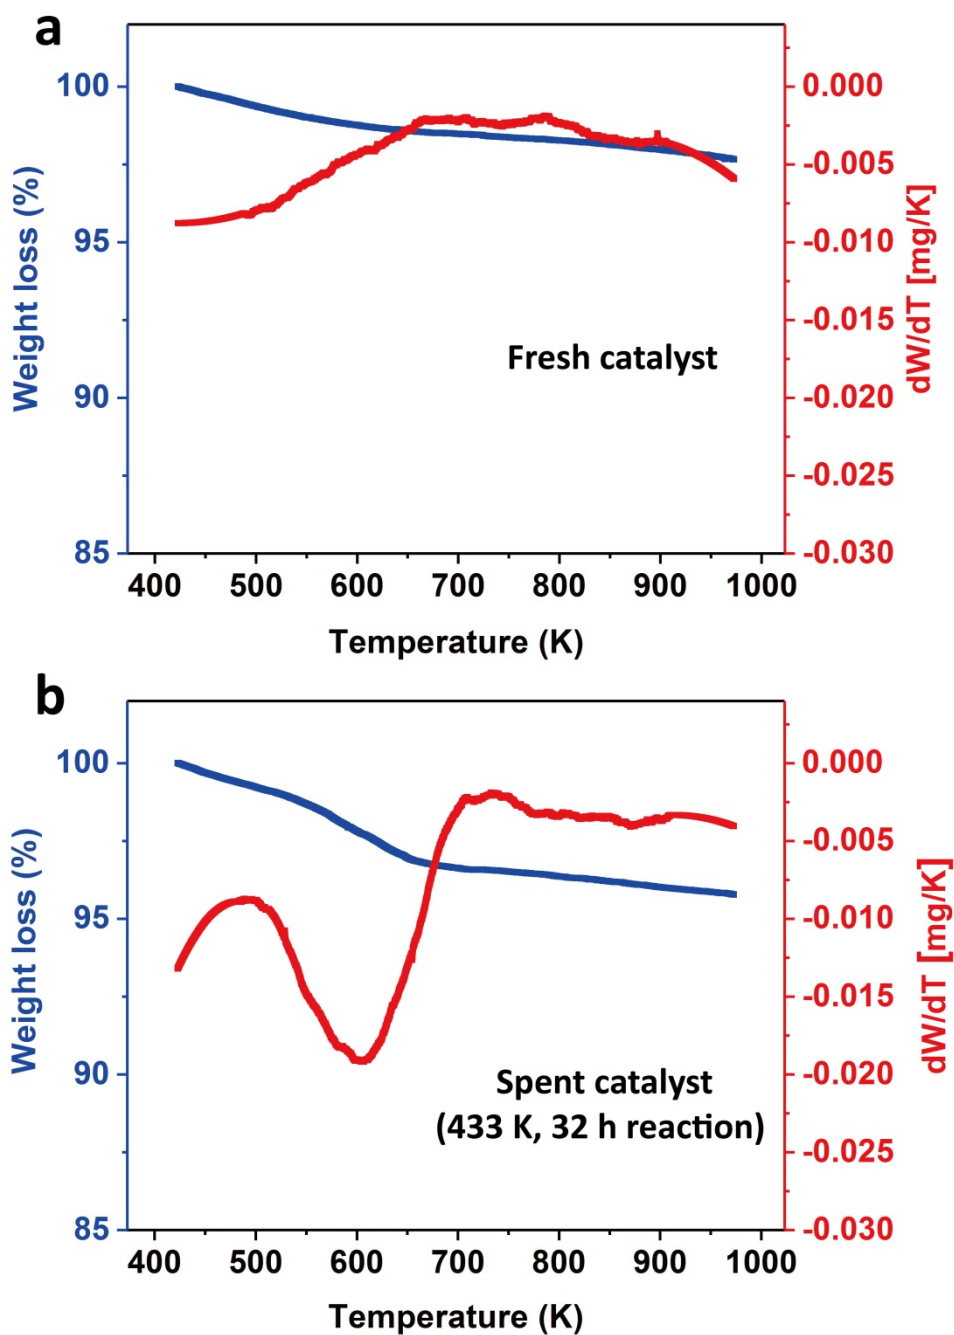 a
100
95
90
85
Weight loss (%)
0.000
-0.005
-0.010
-0.015
-0.020
-0.025
-0.030
dW/dT [mg/K]
Fresh catalyst
400 500 600 700 800 900 1000
Temperature (K)
b
100
95
90
85
Weight loss (%)
0.000
-0.005
-0.010
-0.015
-0.020
-0.025
-0.030
dW/dT [mg/K]
Spent catalyst
(433 K, 32 h reaction)
400 500 600 700 800 900 1000
Temperature (K)